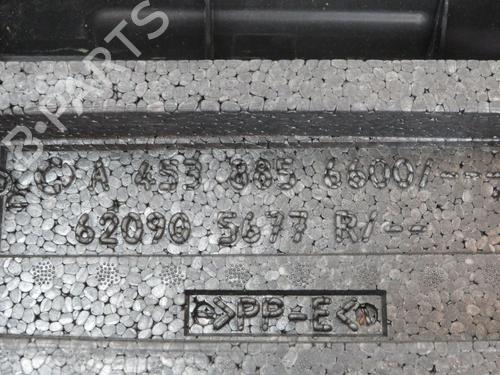 B-PARTS
A 453 885 6600/---
62090 5677 R/--
>PP-E<